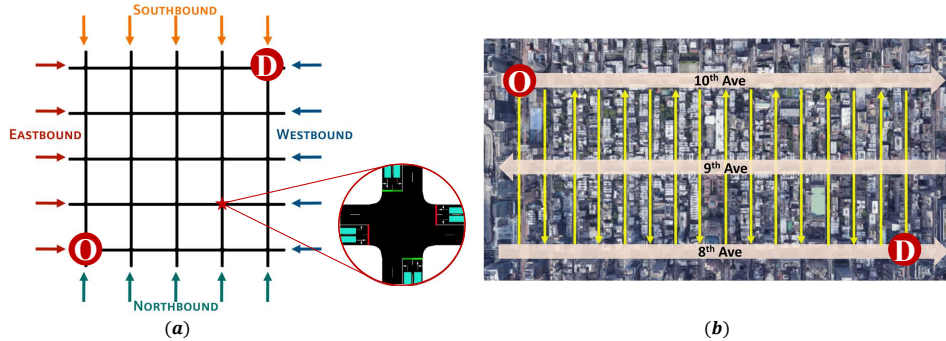 SOUTHBOUND
D
EASTBOUND
WESTBOUND
O
NORTHBOUND
(a)
O
10th Ave
9th Ave
8th Ave
D
(b)